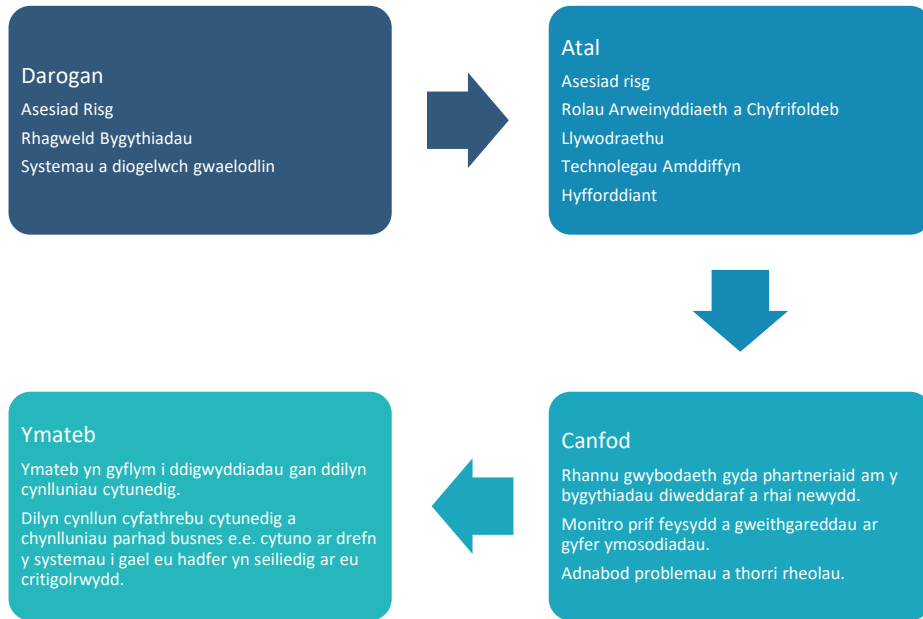 Darogan
Asesiad Risg
Rhagweld Bygythiadau
Systemau a diogelwch gwaelodlin
Atal
Asesiad risg
Rolau Arweinyddiaeth a Chyfrifoldeb
Llywodraethu
Technolegau Amddiffyn
Hyfforddiant
Canfod
Rhannu gwybodaeth gyda phartneriaid am y
bygythiadau diweddaraf a rhai newydd.
Monitro prif feysydd a gweithgareddau ar
gyfer ymosodiadau.
Adnabod problemau a thorri rheolau.
Ymateb
Ymateb yn gyflym i ddigwyddiadau gan ddilyn
cynlluniau cytunedig.
Dilyn cynllun cyfathrebu cytunedig a
chynlluniau parhad busnes e.e. cytuno ar drefn
y systemau i gael eu hadfer yn seiliedig ar eu
critigolrwydd.